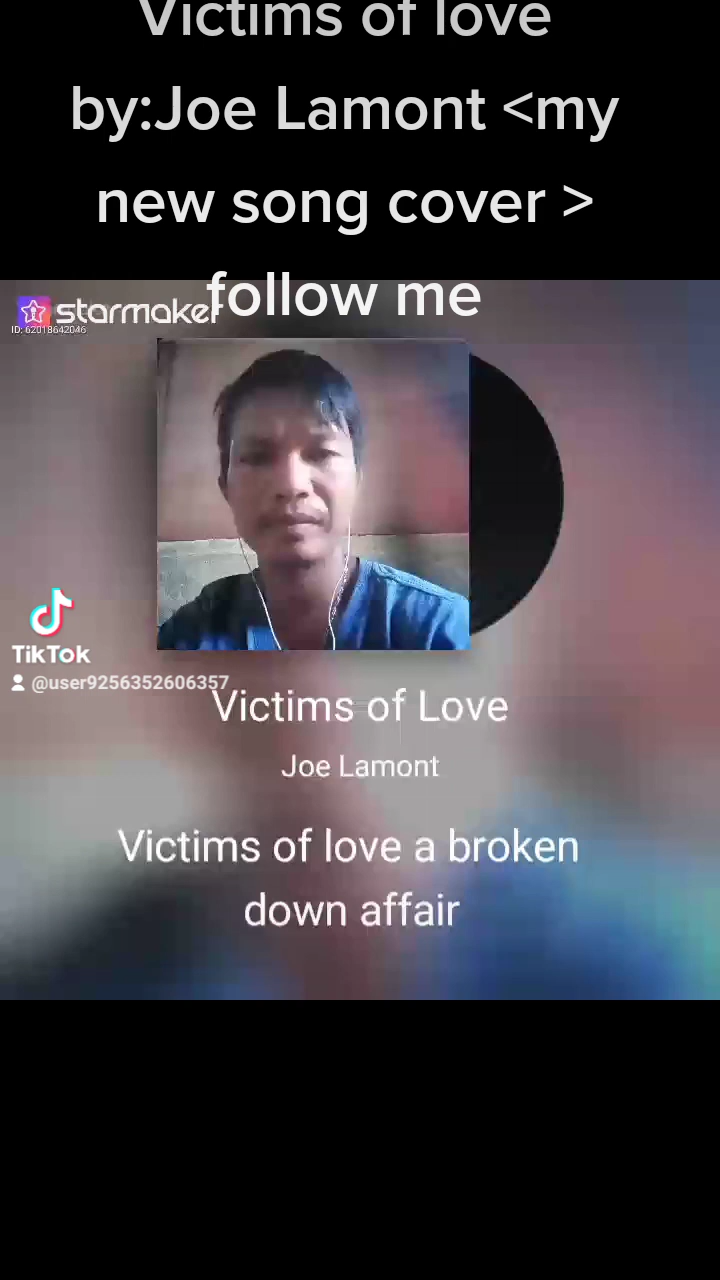 Victims of love
by:Joe Lamont <my
new song cover >
follow me
starmaker
ID: 62018642046
TikTok
@user9256352606357
Victims of Love
Joe Lamont
Victims of love a broken
down affair